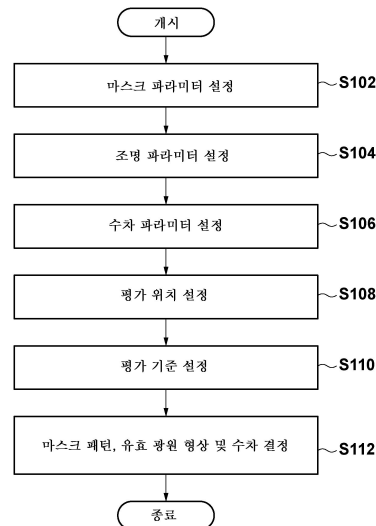 개시
마스크 파라미터 설정
S102
조명 파라미터 설정
S104
수차 파라미터 설정
S106
평가 위치 설정
S108
평가 기준 설정
S110
마스크 패턴, 유효 광원 형상 및 수차 결정
S112
종료